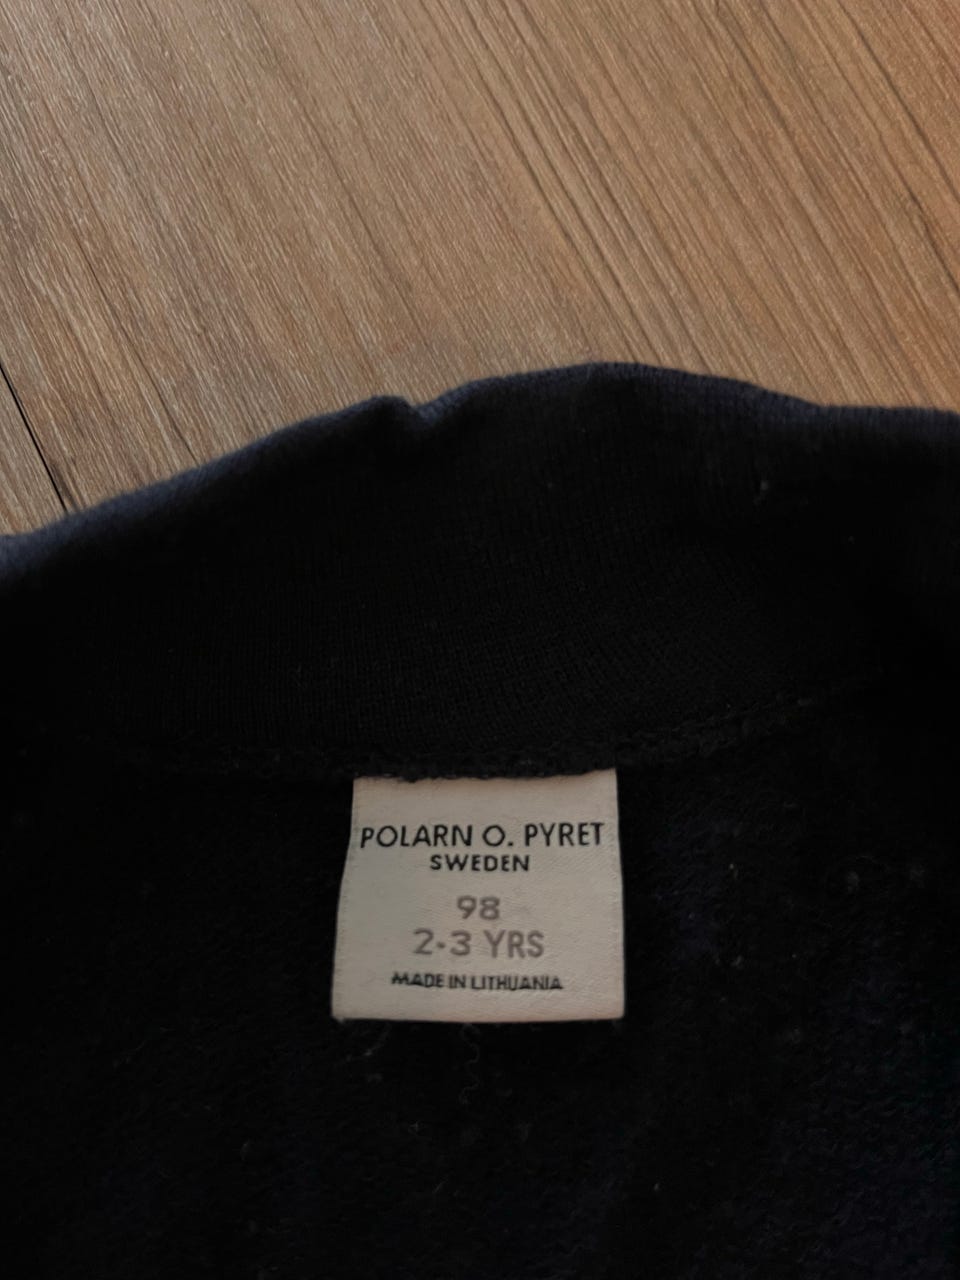 POLARN O. PYRET
SWEDEN
98
2-3 YRS
MADE IN LITHUANIA